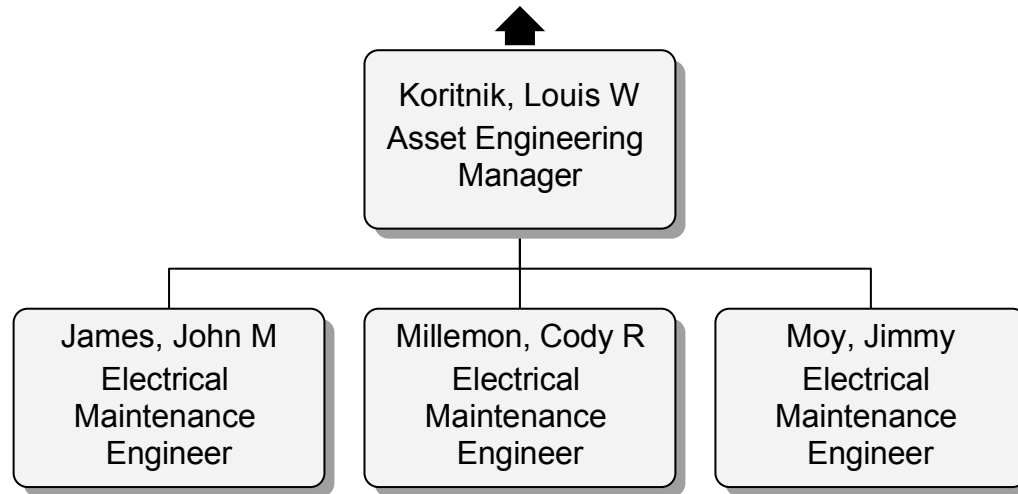 Koritnik, Louis W
Asset Engineering
Manager
James, John M
Electrical
Maintenance
Engineer
Millemon, Cody R
Electrical
Maintenance
Engineer
Moy, Jimmy
Electrical
Maintenance
Engineer